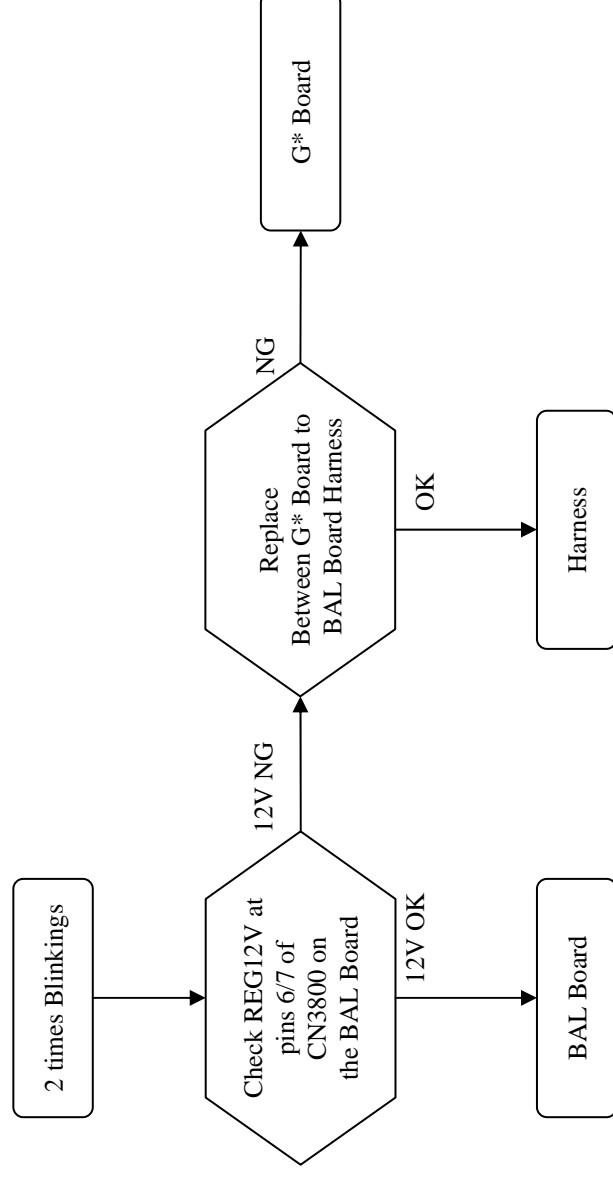 2 times Blinkings
Check REG12V at
pins 6/7 of
CN3800 on
the BAL Board
12V NG
12V OK
BAL Board
Replace
Between G* Board to
BAL Board Harness
NG
OK
Harness
G* Board